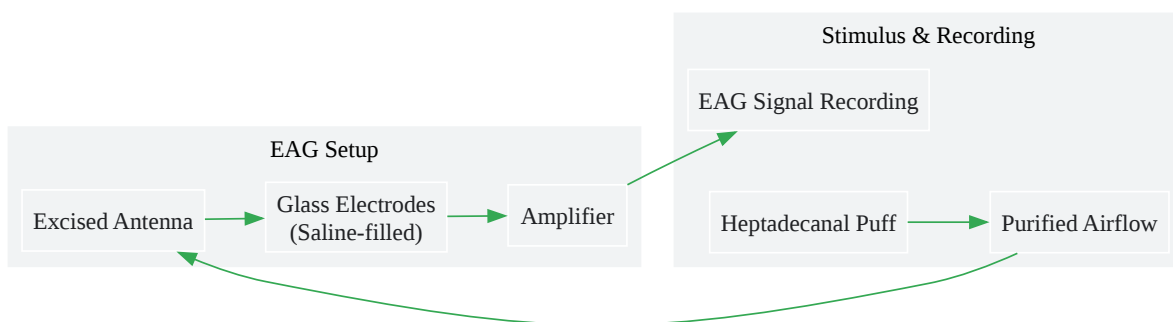 Stimulus & Recording
EAG Signal Recording
EAG Setup
Excised Antenna
Glass Electrodes
(Saline-filled)
Amplifier
Heptadecanal Puff
Purified Airflow